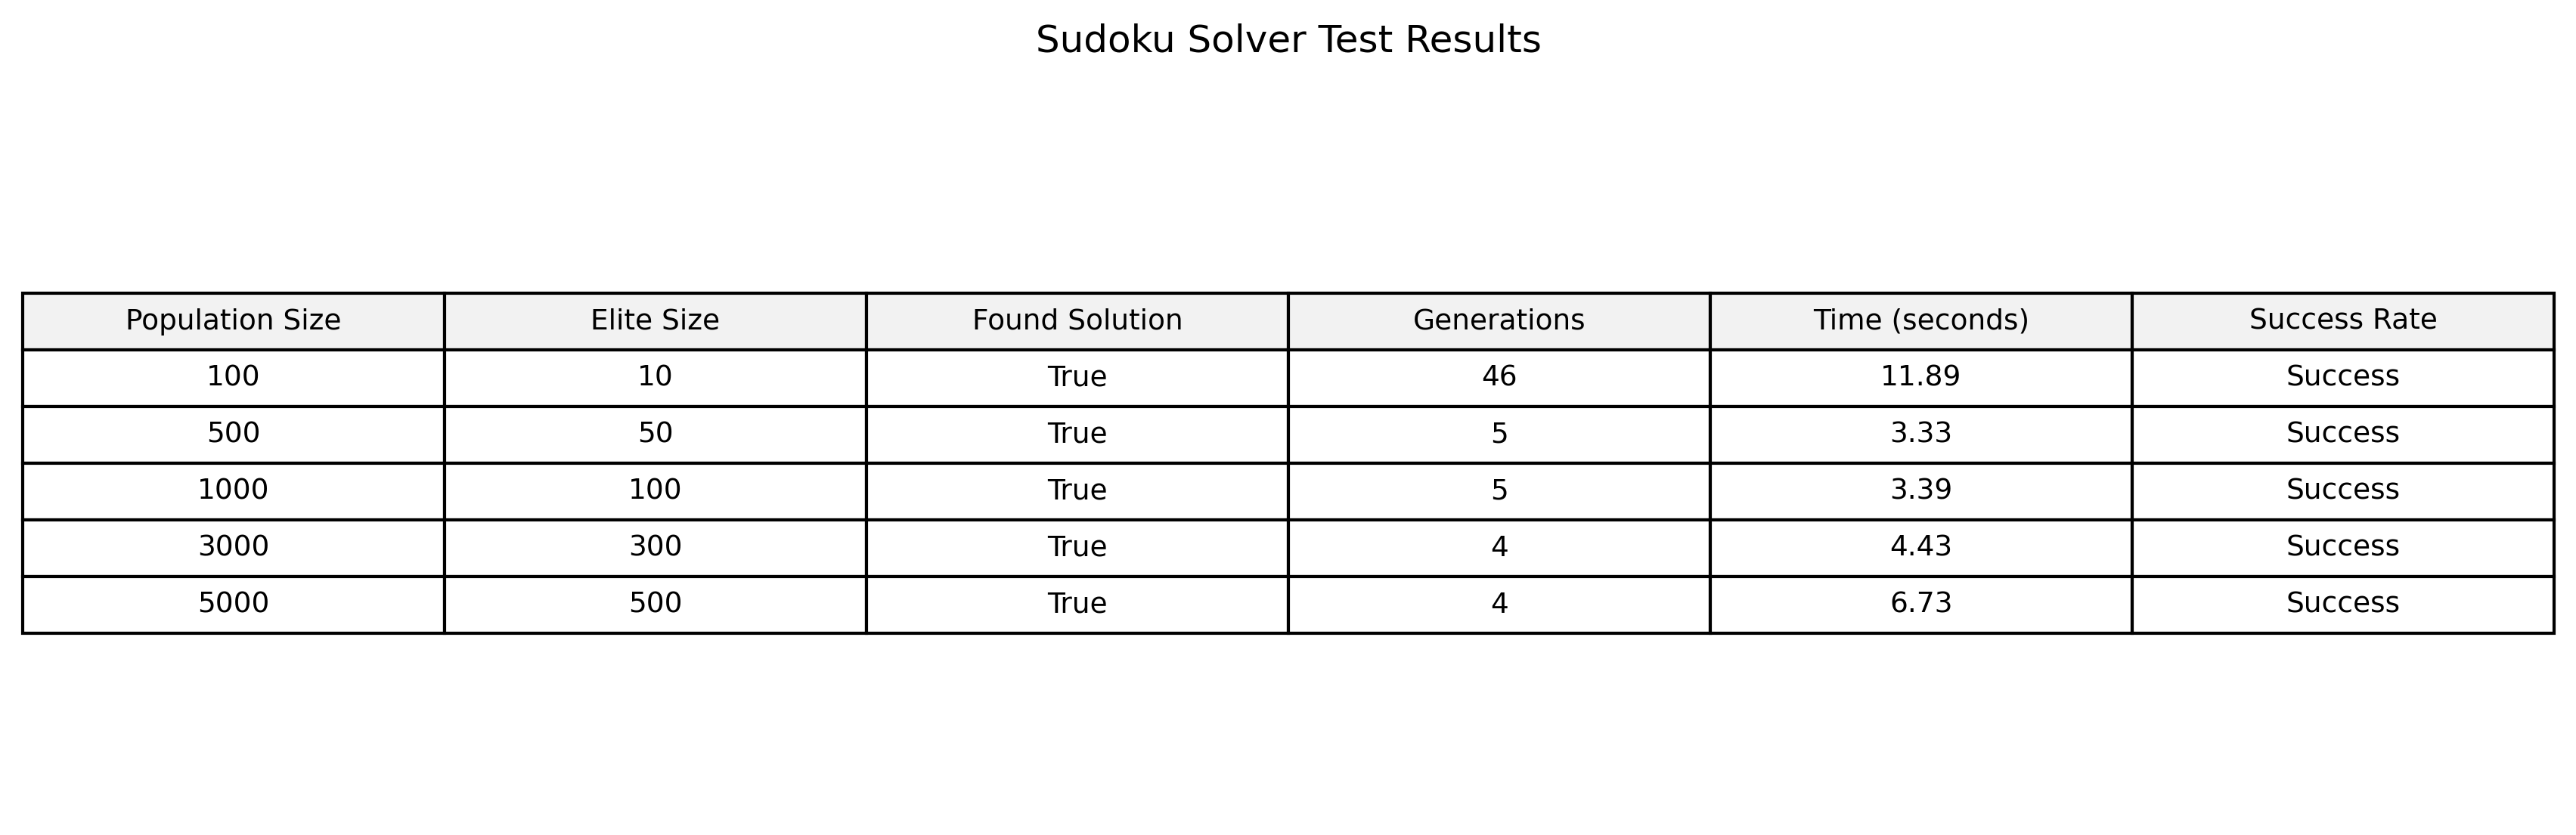 Sudoku Solver Test Results
Population Size Elite Size Found Solution Generations Time (seconds) Success Rate
100 10 True 46 11.89 Success
500 50 True 5 3.33 Success
1000 100 True 5 3.39 Success
3000 300 True 4 4.43 Success
5000 500 True 4 6.73 Success